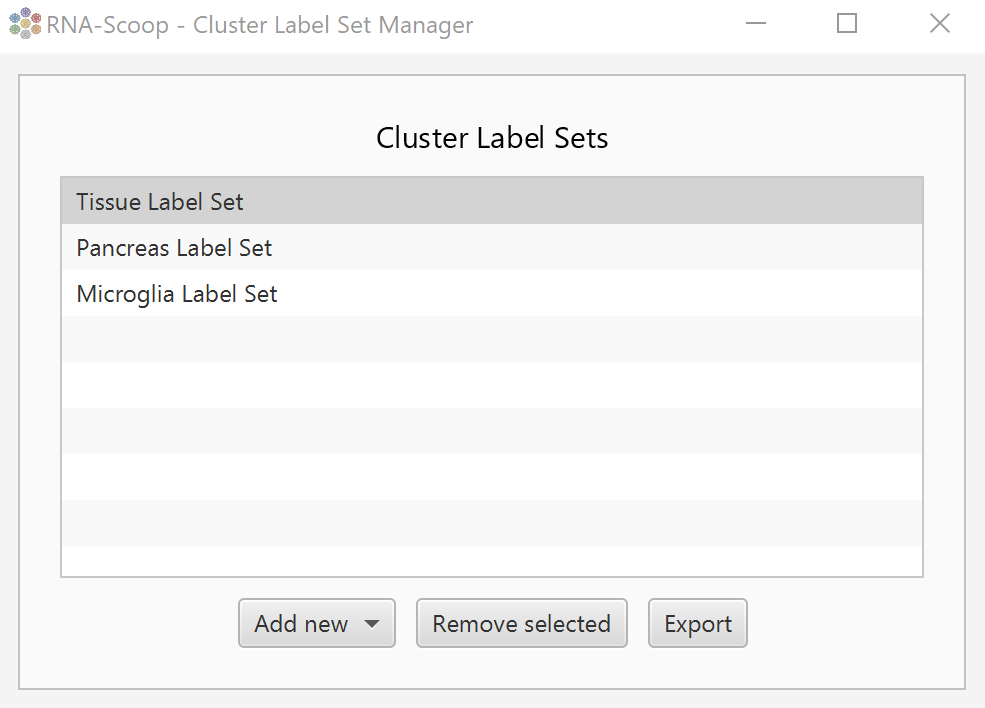 RNA-Scoop - Cluster Label Set Manager
Cluster Label Sets
Tissue Label Set
Pancreas Label Set
Microglia Label Set
Add new
Remove selected
Export